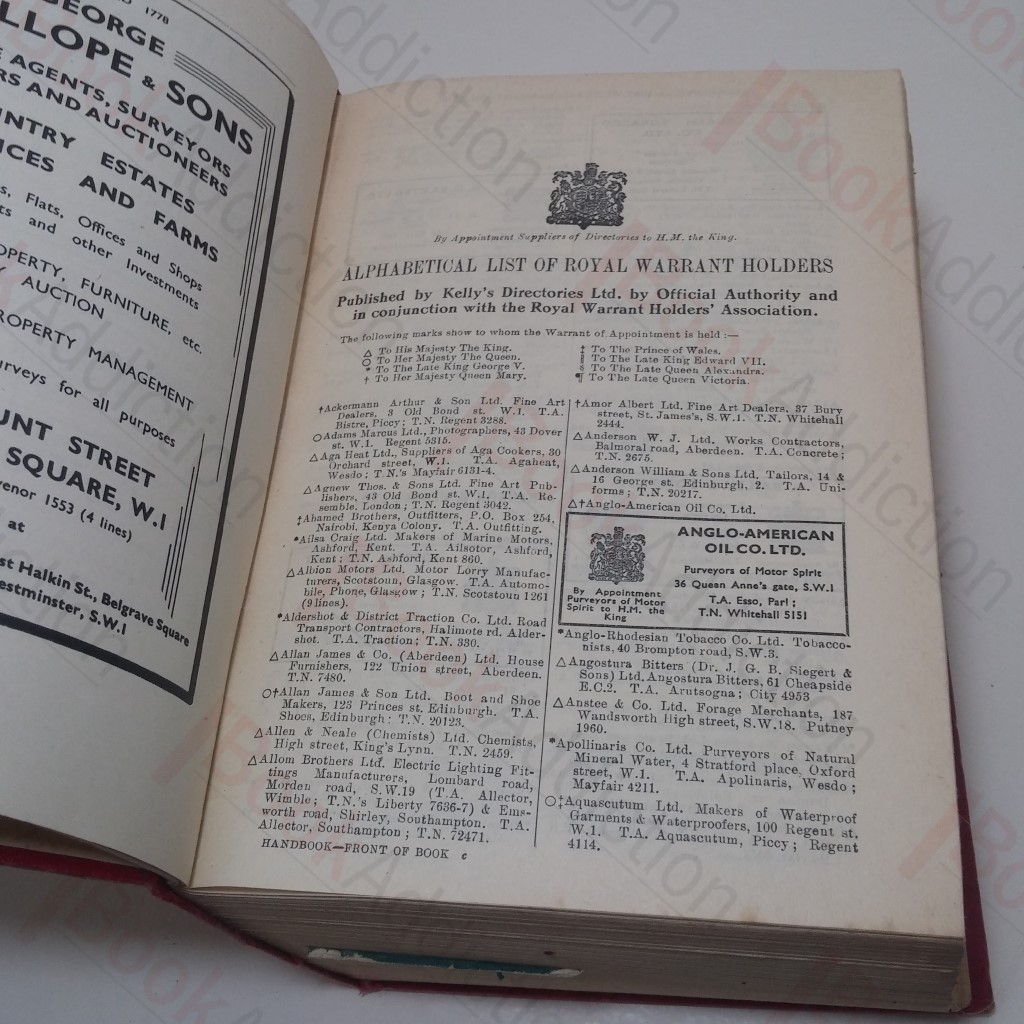 1778
GEORGE
LLOPE & SONS
AGENTS, SURVEYORS
RS AND AUCTIONEERS
NTRY ESTATES
ICES AND FARMS
s, Flats, Offices and Shops
ts and other Investments
OPERTY, FURNITURE, etc.
AUCTION
ROPERTY MANAGEMENT
urveys for all purposes
UNT STREET
SQUARE, W.I
venor 1553 (4 lines)
at
st Halkin St., Belgrave Square
estminster, S.W.I
By Appointment Suppliers of Directories to H.M. the King.
ALPHABETICAL LIST OF ROYAL WARRANT HOLDERS
Published by Kelly's Directories Ltd. by Official Authority and
in conjunction with the Royal Warrant Holders' Association.
The following marks show to whom the Warrant of Appointment is held :—
△ To His Majesty The King.
○ To Her Majesty The Queen.
* To The Late King George V.
† To Her Majesty Queen Mary.
‡ To The Prince of Wales.
|| To The Late King Edward VII.
§ To The Late Queen Alexandra.
¶ To The Late Queen Victoria.
†Ackermann Arthur & Son Ltd. Fine Art
Dealers. 3 Old Bond st. W.1. T.A.
Bistre, Piccy; T.N. Regent 3288.
○Adams Marcus Ltd., Photographers, 43 Dover
st. W.1. Regent 5315.
△Aga Heat Ltd., Suppliers of Aga Cookers, 30
Orchard street, W.1. T.A. Agaheat,
Wesdo; T.N.'s Mayfair 6131-4.
△Agnew Thos. & Sons Ltd. Fine Art Pub-
lishers, 43 Old Bond st. W.1. T.A. Re-
semble, London; T.N. Regent 3042.
‡Ahamed Brothers, Outfitters, P.O. Box 254,
Nairobi, Kenya Colony. T.A. Outfitting.
*Ailsa Craig Ltd. Makers of Marine Motors,
Ashford, Kent. T.A. Ailsotor, Ashford,
Kent; T.N. Ashford, Kent 860.
△Albion Motors Ltd. Motor Lorry Manufac-
turers, Scotstoun, Glasgow. T.A. Automo-
bile, Phone, Glasgow; T.N. Scotstoun 1261
(9 lines).
*Aldershot & District Traction Co. Ltd. Road
Transport Contractors, Halimote rd. Alder-
shot. T.A. Traction; T.N. 330.
△Allan James & Co. (Aberdeen) Ltd. House
Furnishers, 122 Union street, Aberdeen.
T.N. 7480.
○†Allan James & Son Ltd. Boot and Shoe
Makers, 123 Princes st. Edinburgh. T.A.
Shoes, Edinburgh; T.N. 20123.
△Allen & Neale (Chemists) Ltd. Chemists,
High street, King's Lynn. T.N. 2459.
△Allom Brothers Ltd. Electric Lighting Fit-
tings Manufacturers, Lombard road,
Morden road, S.W.19 (T.A. Allector,
Wimble; T.N.'s Liberty 7636-7) & Ems-
worth road, Shirley, Southampton. T.A.
Allector, Southampton; T.N. 72471.
HANDBOOK—FRONT OF BOOK c
†Amor Albert Ltd. Fine Art Dealers. 37 Bury
street, St. James's, S.W.1. T.N. Whitehall
2444.
△Anderson W. J. Ltd. Works Contractors,
Balmoral road, Aberdeen. T.A. Concrete;
T.N. 2675.
△Anderson William & Sons Ltd, Tailors, 14 &
16 George st. Edinburgh, 2. T.A. Uni-
forms; T.N. 20217.
△†Anglo-American Oil Co. Ltd.
By Appointment
Purveyors of Motor
Spirit to H.M. the
King
ANGLO-AMERICAN
OIL CO. LTD.
Purveyors of Motor Spirit
36 Queen Anne's gate, S.W.I
T.A. Esso, Parl;
T.N. Whitehall 5151
*Anglo-Rhodesian Tobacco Co. Ltd. Tobacco-
nists, 40 Brompton road, S.W.3.
△Angostura Bitters (Dr. J. G. B. Siegert &
Sons) Ltd. Angostura Bitters, 61 Cheapside
E.C.2. T.A. Arutsogna; City 4953
△Anstee & Co. Ltd. Forage Merchants, 187
Wandsworth High street, S.W.18. Putney
1960.
*Apollinaris Co. Ltd. Purveyors of Natural
Mineral Water, 4 Stratford place, Oxford
street, W.1. T.A. Apolinaris, Wesdo;
Mayfair 4211.
○‡Aquascutum Ltd. Makers of Waterproof
Garments & Waterproofers, 100 Regent st.
W.1. T.A. Aquascutum, Piccy; Regent
4114.
BookAddiction